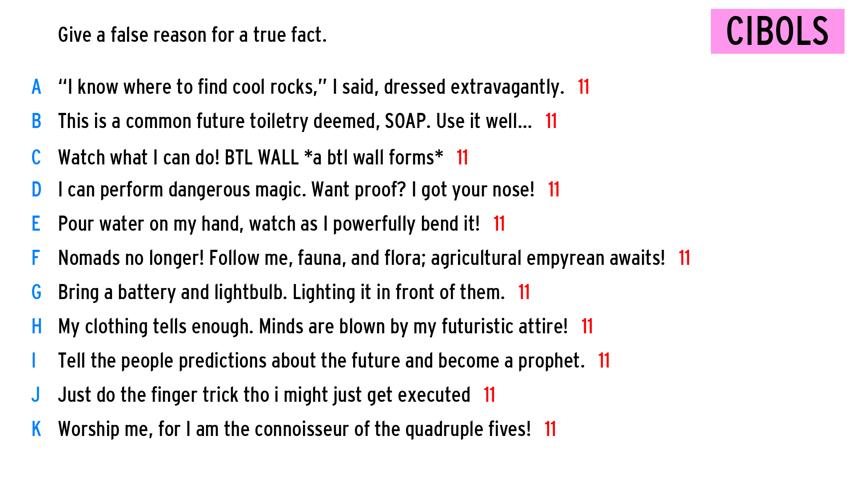 Give a false reason for a true fact.
CIBOLS
A “I know where to find cool rocks,” I said, dressed extravagantly. 11
B This is a common future toiletry deemed, SOAP. Use it well... 11
C Watch what I can do! BTL WALL *a btl wall forms* 11
D I can perform dangerous magic. Want proof? I got your nose! 11
E Pour water on my hand, watch as I powerfully bend it! 11
F Nomads no longer! Follow me, fauna, and flora; agricultural empyrean awaits! 11
G Bring a battery and lightbulb. Lighting it in front of them. 11
H My clothing tells enough. Minds are blown by my futuristic attire! 11
I Tell the people predictions about the future and become a prophet. 11
J Just do the finger trick tho i might just get executed 11
K Worship me, for I am the connoisseur of the quadruple fives! 11